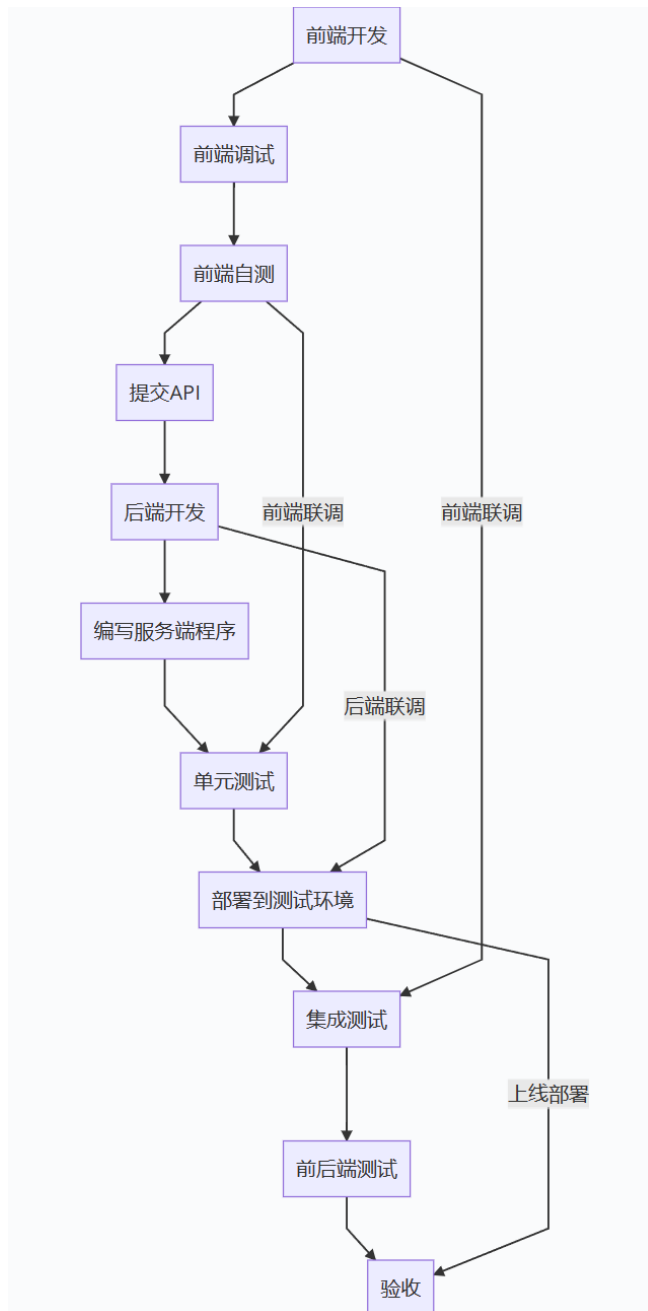 前端开发
前端调试
前端自测
提交API
后端开发
前端联调
前端联调
编写服务端程序
后端联调
单元测试
部署到测试环境
集成测试
上线部署
前后端测试
验收